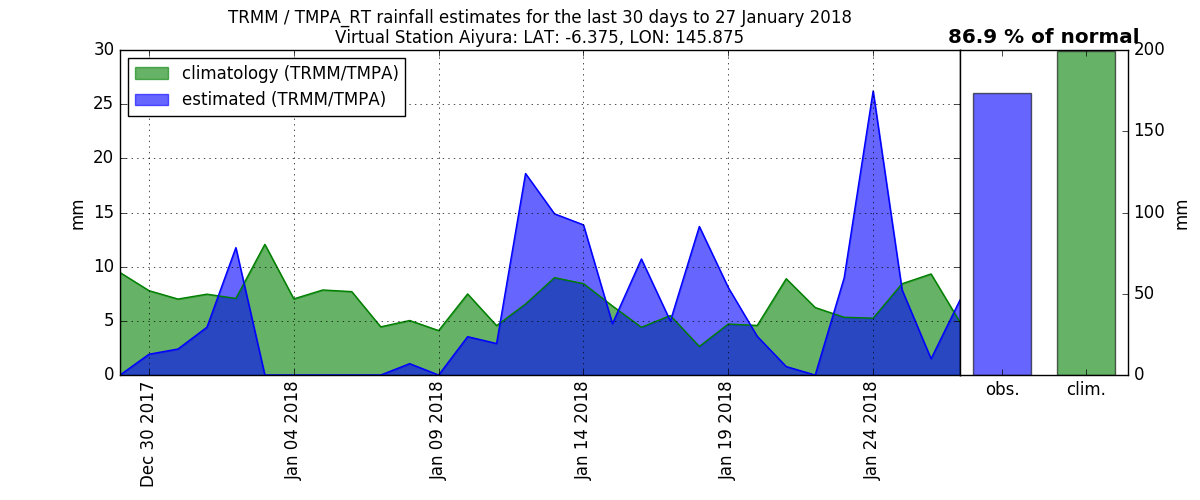 TRMM / TMPA_RT rainfall estimates for the last 30 days to 27 January 2018
Virtual Station Aiyura: LAT: -6.375, LON: 145.875
86.9 % of normal
climatology (TRMM/TMPA)
estimated (TRMM/TMPA)
mm
30
25
20
15
10
5
0
Dec 30 2017
Jan 04 2018
Jan 09 2018
Jan 14 2018
Jan 19 2018
Jan 24 2018
obs.
clim.
200
150
100
50
0
mm